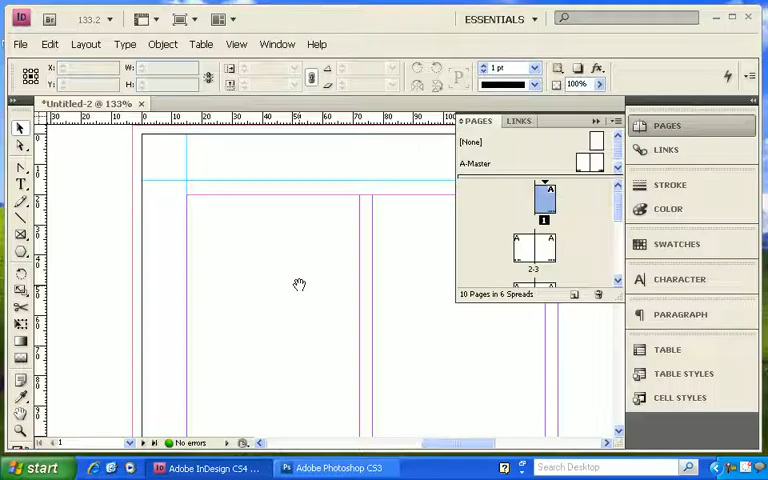 ID Br 133.2 ESSENTIALS
File Edit Layout Type Object Table View Window Help
X: W: 1 pt
Y: H: 100%
*Untitled-2 @ 133% ×
30 20 10 0 10 20 30 40 50 60 70 80 90 100
PAGES LINKS
[None]
A-Master
A
1
A A
2-3
10 Pages in 6 Spreads
PAGES
LINKS
STROKE
COLOR
SWATCHES
CHARACTER
PARAGRAPH
TABLE
TABLE STYLES
CELL STYLES
1 No errors
start Adobe InDesign CS4 ... Ps Adobe Photoshop CS3 Search Desktop